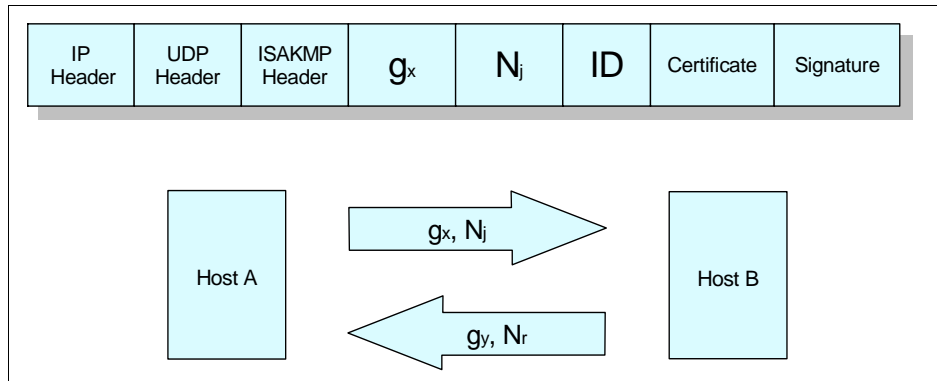 IP Header
UDP Header
ISAKMP Header
gx
Nj
ID
Certificate
Signature
gx, Nj
Host A
Host B
gy, Nr